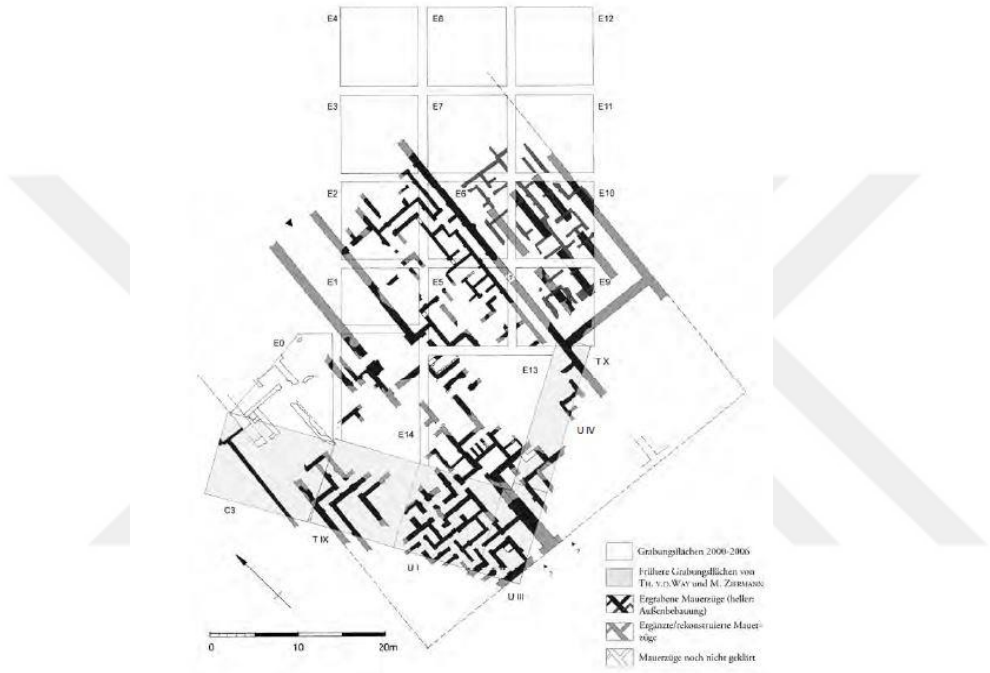 E4 E8 E12
E3 E7 E11
E2 E6 E10
E1 E5 E9
E0
E13 T X
E14 U IV
C3
T IX
U I
U III
0 10 20m
Grabungsflächen 2000-2006
Frühere Grabungsflächen von
TH. V.D.WAY und M. ZIERMANN
Ergrabene Mauerzüge (heller:
Außenbebauung)
Ergänzte/rekonstruierte Mauer-
züge
Mauerzüge noch nicht geklärt